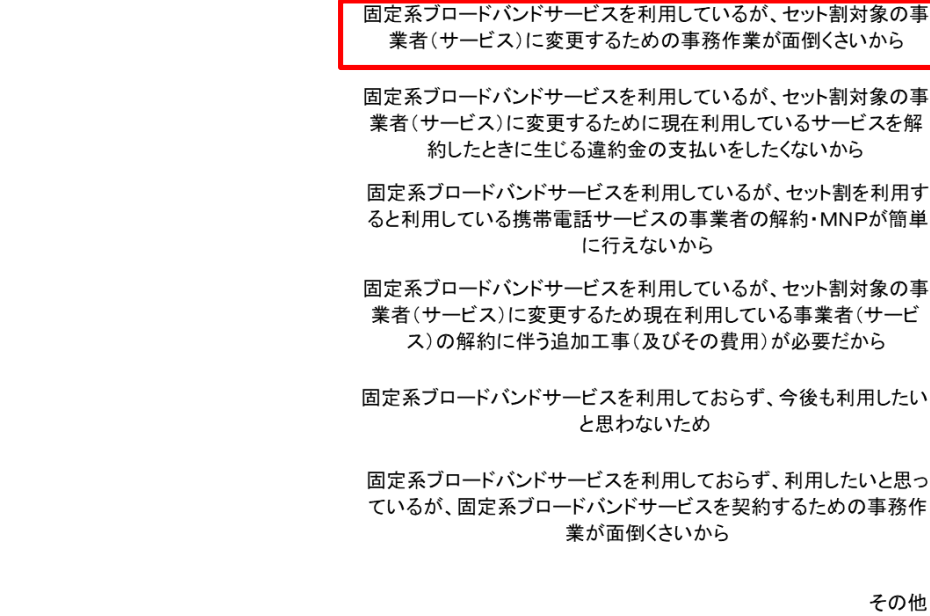 固定系ブロードバンドサービスを利用しているが、セット割対象の事
業者（サービス）に変更するための事務作業が面倒くさいから
固定系ブロードバンドサービスを利用しているが、セット割対象の事
業者（サービス）に変更するために現在利用しているサービスを解
約したときに生じる違約金の支払いをしたくないから
固定系ブロードバンドサービスを利用しているが、セット割を利用す
ると利用している携帯電話サービスの事業者の解約・MNPが簡単
に行えないから
固定系ブロードバンドサービスを利用しているが、セット割対象の事
業者（サービス）に変更するため現在利用している事業者（サービ
ス）の解約に伴う追加工事（及びその費用）が必要だから
固定系ブロードバンドサービスを利用しておらず、今後も利用したい
と思わないため
固定系ブロードバンドサービスを利用しておらず、利用したいと思っ
ているが、固定系ブロードバンドサービスを契約するための事務作
業が面倒くさいから
その他